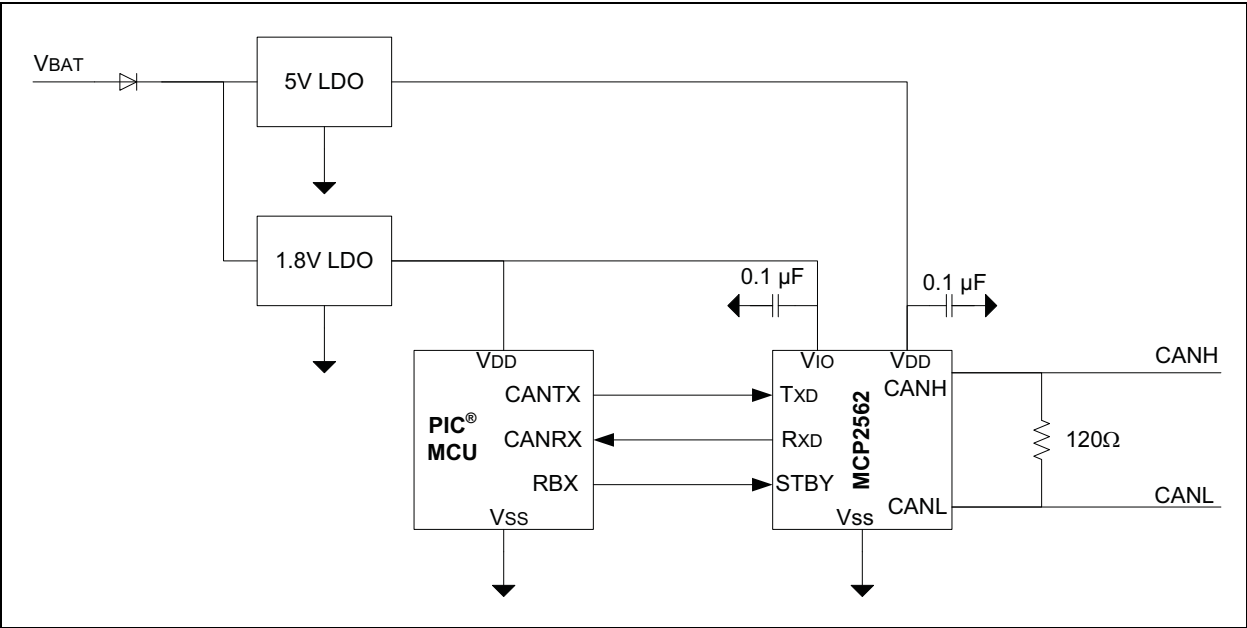 VBAT
5V LDO
1.8V LDO
0.1 µF
0.1 µF
VDD
CANTX
CANRX
RBX
PIC®
MCU
VSS
VIO
VDD
TXD
RXD
STBY
MCP2562
CANH
CANL
Vss
CANH
120Ω
CANL